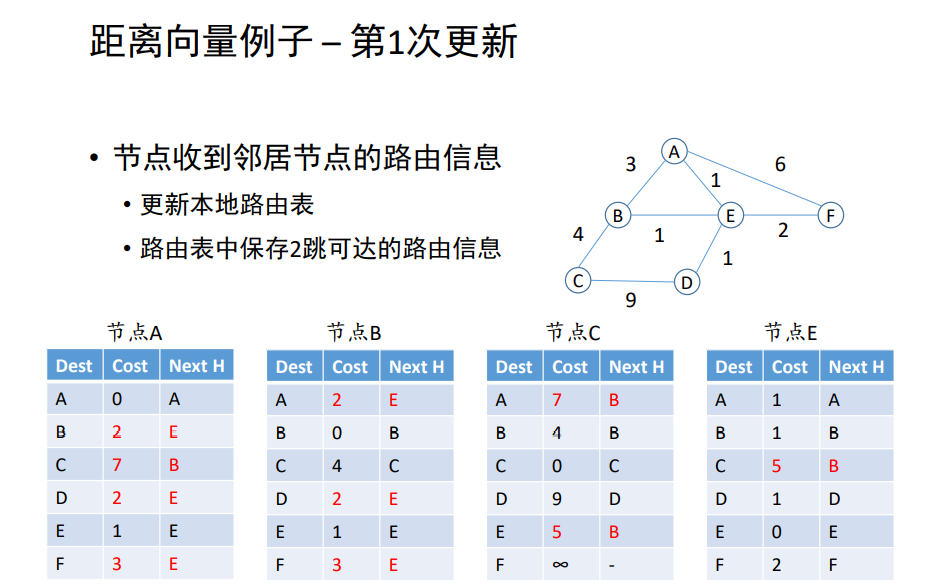 距离向量例子 – 第1次更新
• 节点收到邻居节点的路由信息
• 更新本地路由表
• 路由表中保存2跳可达的路由信息
A
3
1
6
B
E
F
4
1
2
1
C
D
9
节点A
Dest Cost Next H
A 0 A
B 2 E
C 7 B
D 2 E
E 1 E
F 3 E
节点B
Dest Cost Next H
A 2 E
B 0 B
C 4 C
D 2 E
E 1 E
F 3 E
节点C
Dest Cost Next H
A 7 B
B 4 B
C 0 C
D 9 D
E 5 B
F ∞ -
节点E
Dest Cost Next H
A 1 A
B 1 B
C 5 B
D 1 D
E 0 E
F 2 F